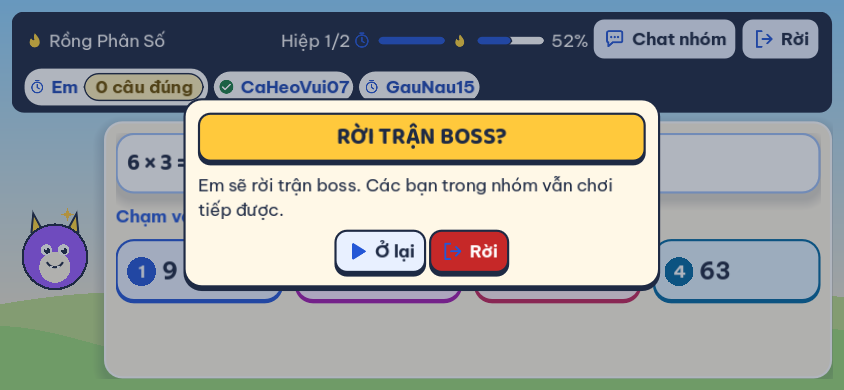 Rồng Phân Số
Hiệp 1/2
52%
Chat nhóm
Rời
Em
0 câu đúng
CaHeoVui07
GauNau15
RỜI TRẬN BOSS?
Em sẽ rời trận boss. Các bạn trong nhóm vẫn chơi
tiếp được.
Ở lại
Rời
6 × 3 =
Chạm
1 9
4 63